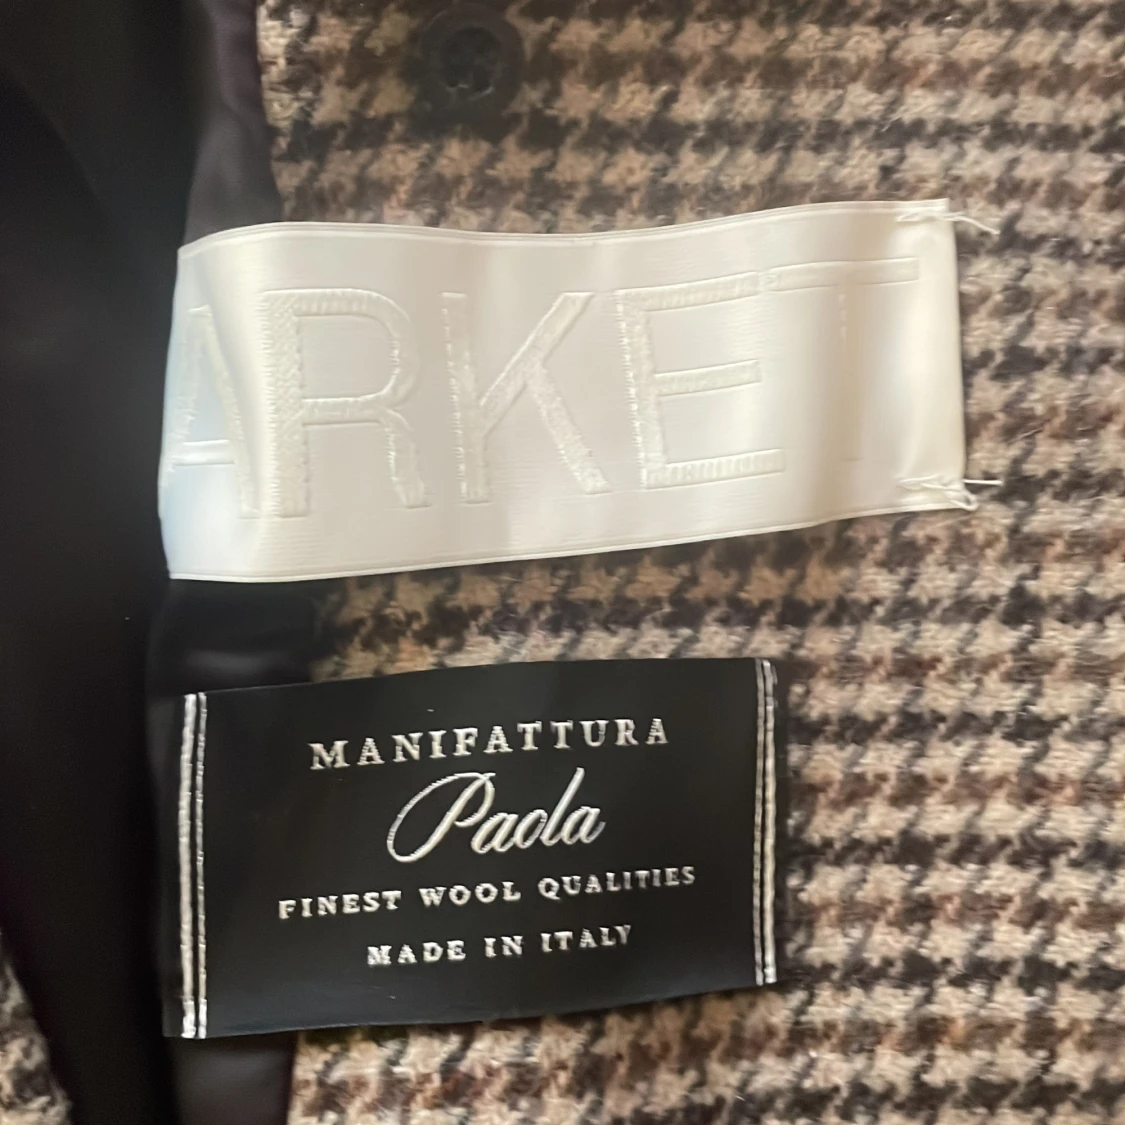 ARKET
MANIFATTURA
Paola
FINEST WOOL QUALITIES
MADE IN ITALY